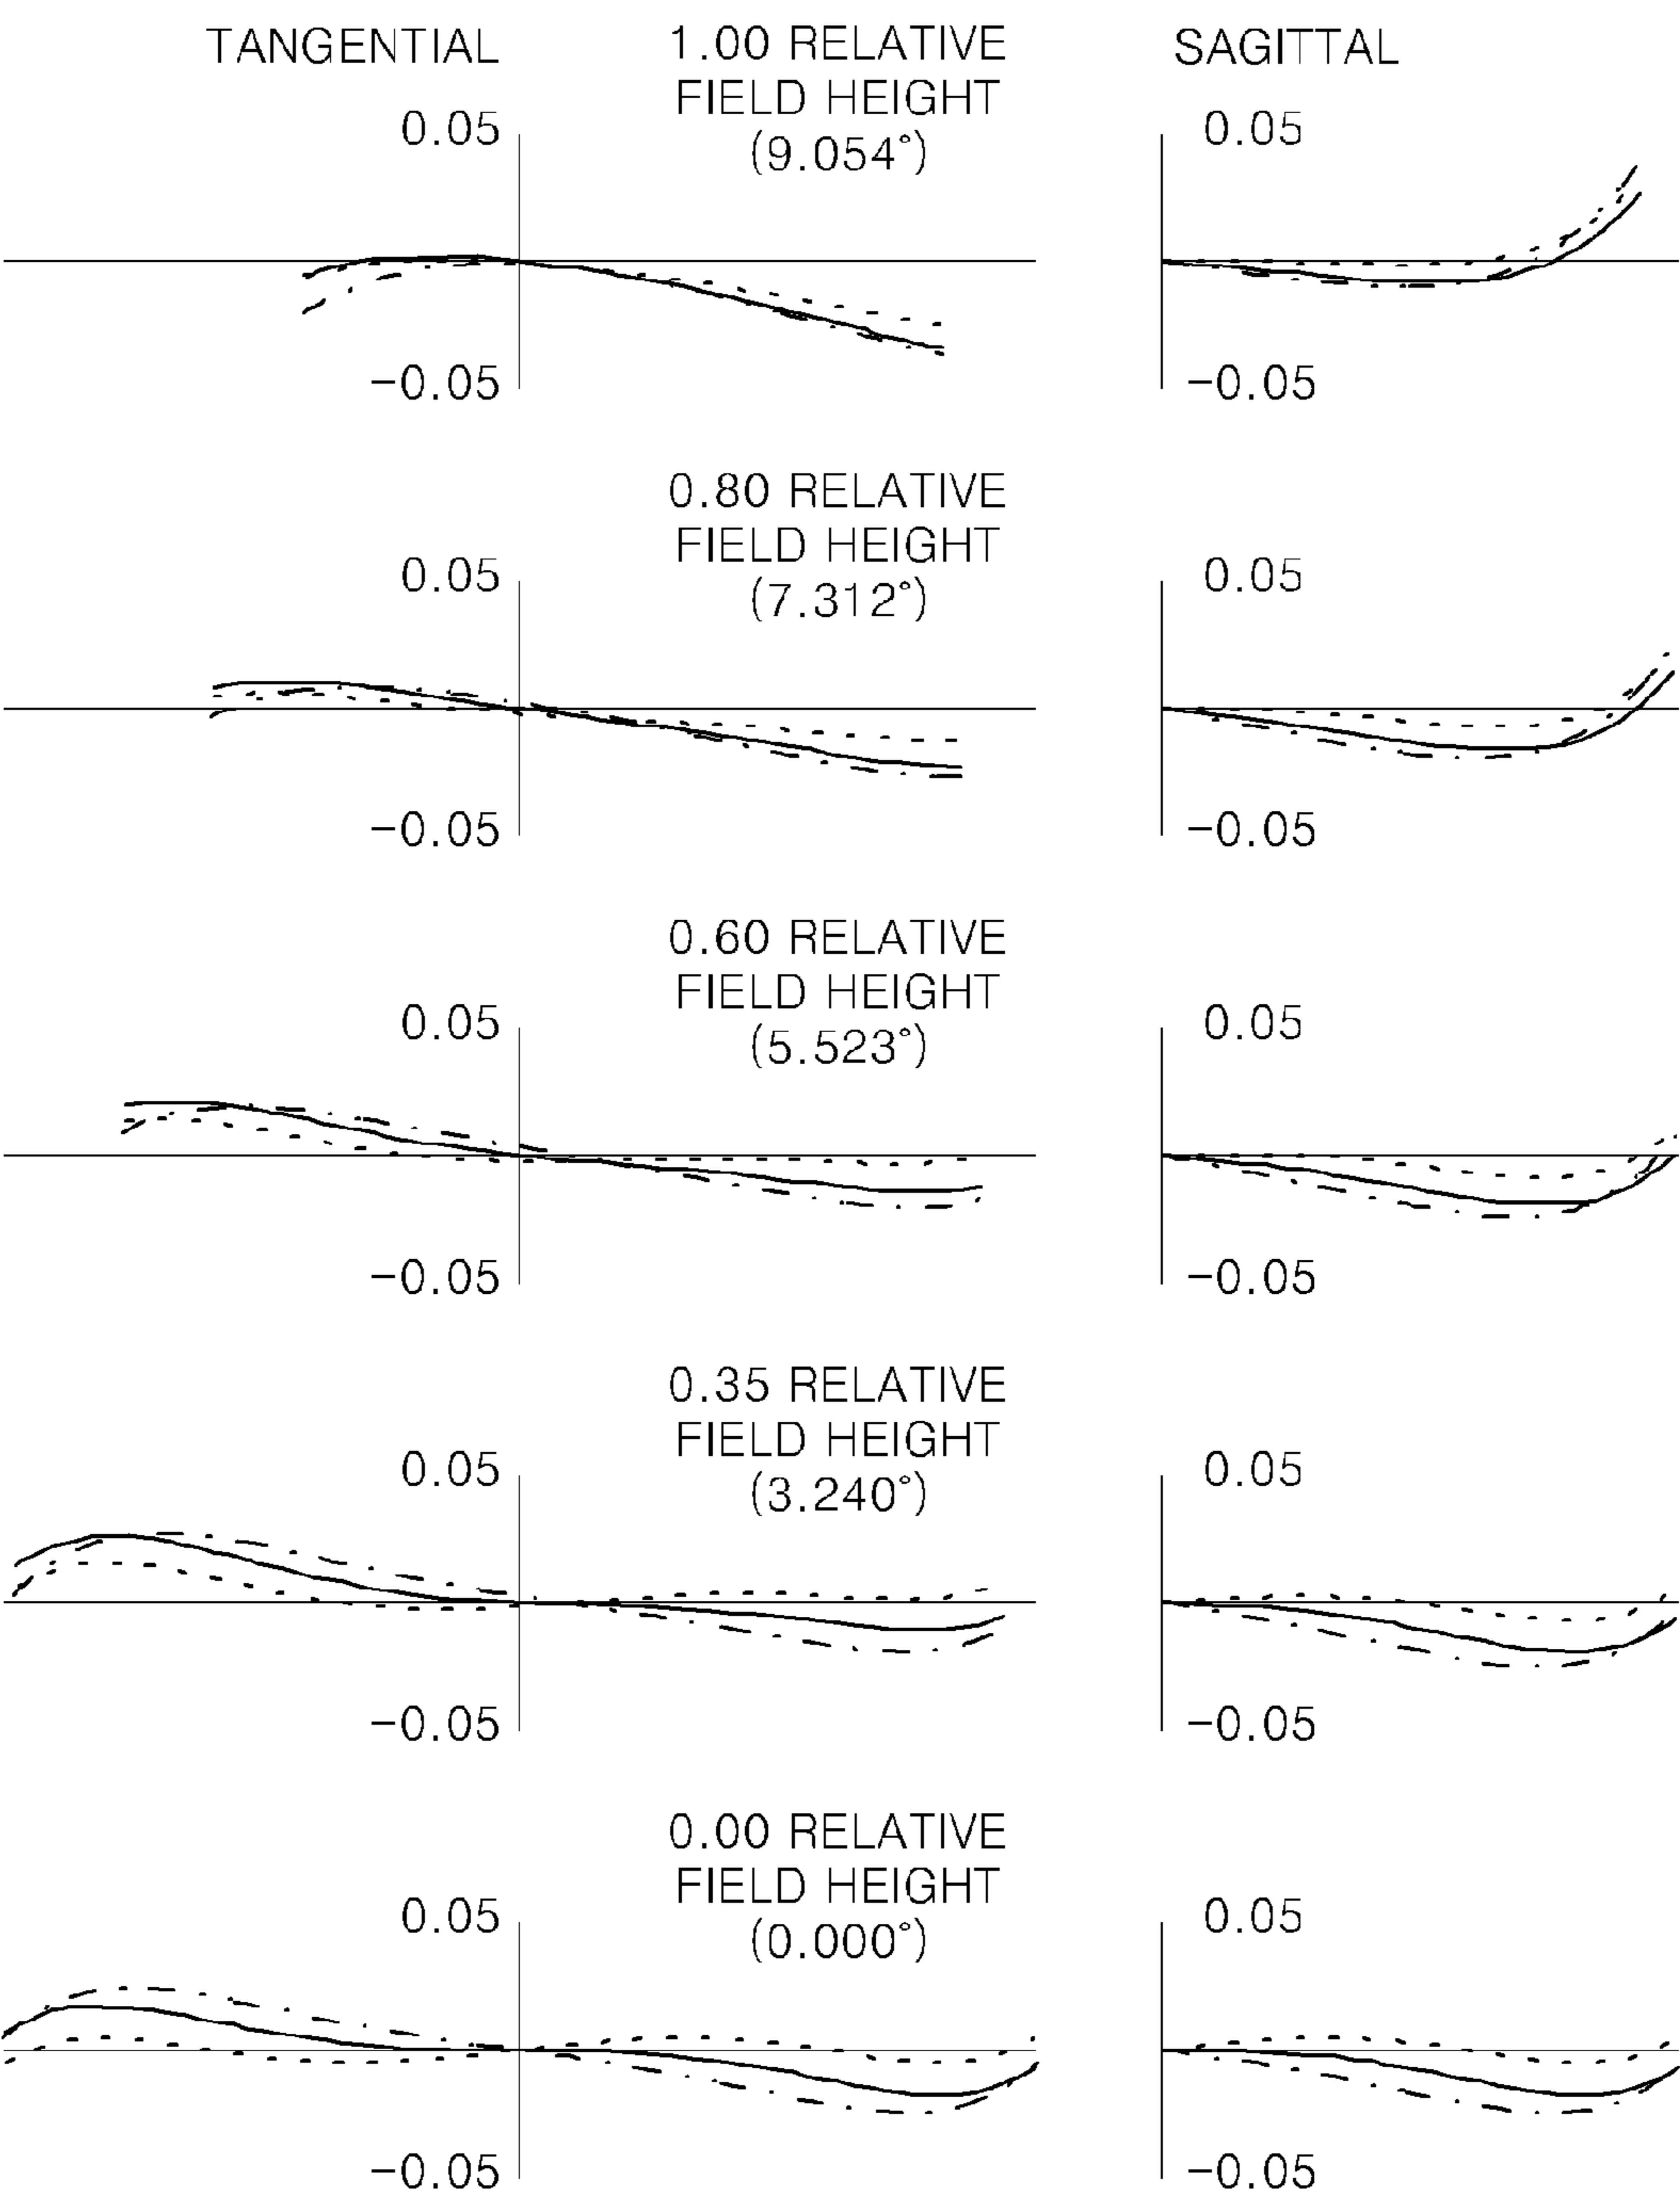 TANGENTIAL
1.00 RELATIVE
FIELD HEIGHT
(9.054°)
SAGITTAL
0.05
0.05
-0.05
-0.05
0.80 RELATIVE
FIELD HEIGHT
(7.312°)
0.05
0.05
-0.05
-0.05
0.60 RELATIVE
FIELD HEIGHT
(5.523°)
0.05
0.05
-0.05
-0.05
0.35 RELATIVE
FIELD HEIGHT
(3.240°)
0.05
0.05
-0.05
-0.05
0.00 RELATIVE
FIELD HEIGHT
(0.000°)
0.05
0.05
-0.05
-0.05